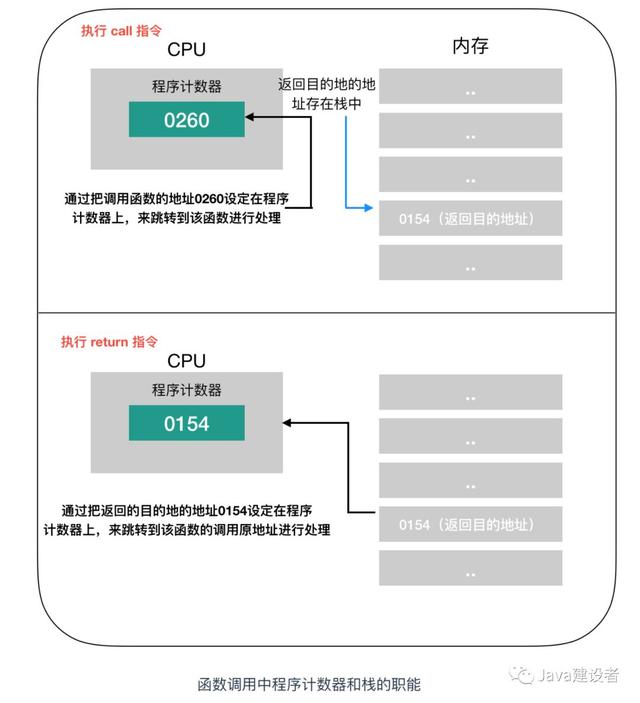 执行 call 指令
CPU
内存
程序计数器
返回目的地的地
址存在栈中
0260
..
..
..
通过把调用函数的地址0260设定在程序
计数器上，来跳转到该函数进行处理
0154（返回目的地址）
..
执行 return 指令
CPU
程序计数器
0154
..
..
..
通过把返回的目的地的地址0154设定在程序
计数器上，来跳转到该函数的调用原地址进行处理
0154（返回目的地址）
..
函数调用中程序计数器和栈的职能
Java建设者